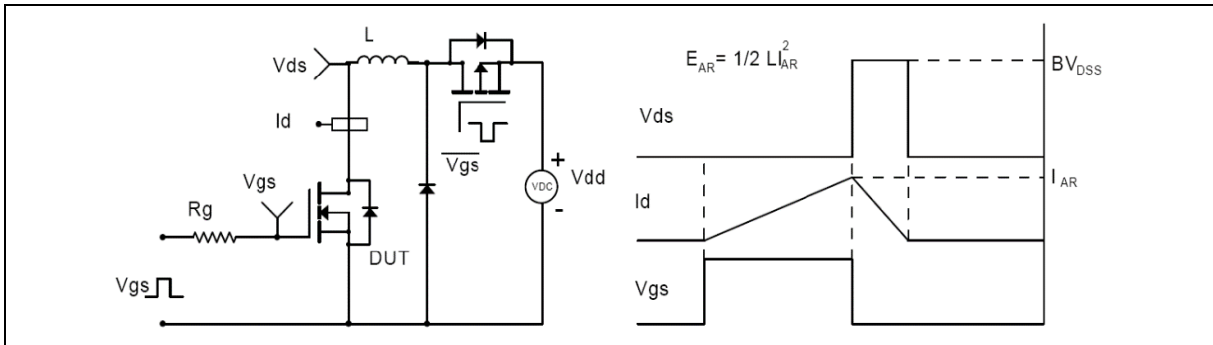 L
Vds
Id
Vgs
Vgs
+
VDC
Vdd
-
Rg
Vgs
DUT
Vgs
E_AR = 1/2 LI_AR^2
BV_DSS
Vds
I_AR
Id
Vgs